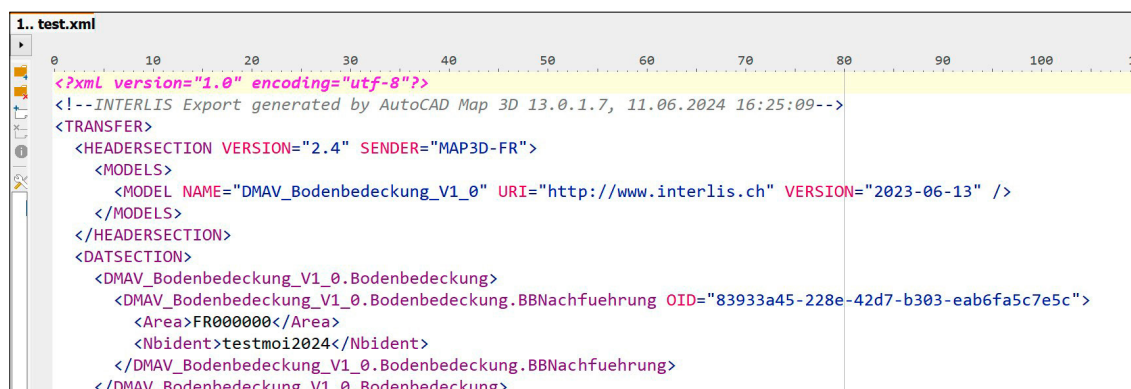 1.. test.xml
0 10 20 30 40 50 60 70 80 90 100
<?xml version="1.0" encoding="utf-8"?>
<!--INTERLIS Export generated by AutoCAD Map 3D 13.0.1.7, 11.06.2024 16:25:09-->
<TRANSFER>
<HEADERSECTION VERSION="2.4" SENDER="MAP3D-FR">
<MODELS>
<MODEL NAME="DMAV_Bodenbedeckung_V1_0" URI="http://www.interlis.ch" VERSION="2023-06-13" />
</MODELS>
</HEADERSECTION>
<DATSECTION>
<DMAV_Bodenbedeckung_V1_0.Bodenbedeckung>
<DMAV_Bodenbedeckung_V1_0.Bodenbedeckung.BBNachfuehrung OID="83933a45-228e-42d7-b303-eab6fa5c7e5c">
<Area>FR000000</Area>
<Nbident>testmoi2024</Nbident>
</DMAV_Bodenbedeckung_V1_0.Bodenbedeckung.BBNachfuehrung>
</DMAV_Bodenbedeckung_V1_0.Bodenbedeckung>